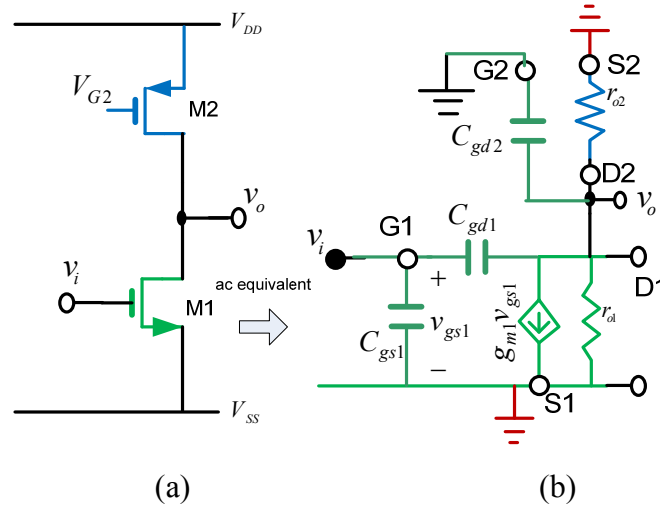 V_DD
V_G2
M2
v_o
v_i
M1
V_SS
(a)
ac equivalent
G2
S2
r_o2
C_gd2
D2
v_o
G1
C_gd1
v_i
D1
+
v_gs1
−
C_gs1
g_m1 v_gs1
r_o1
S1
(b)